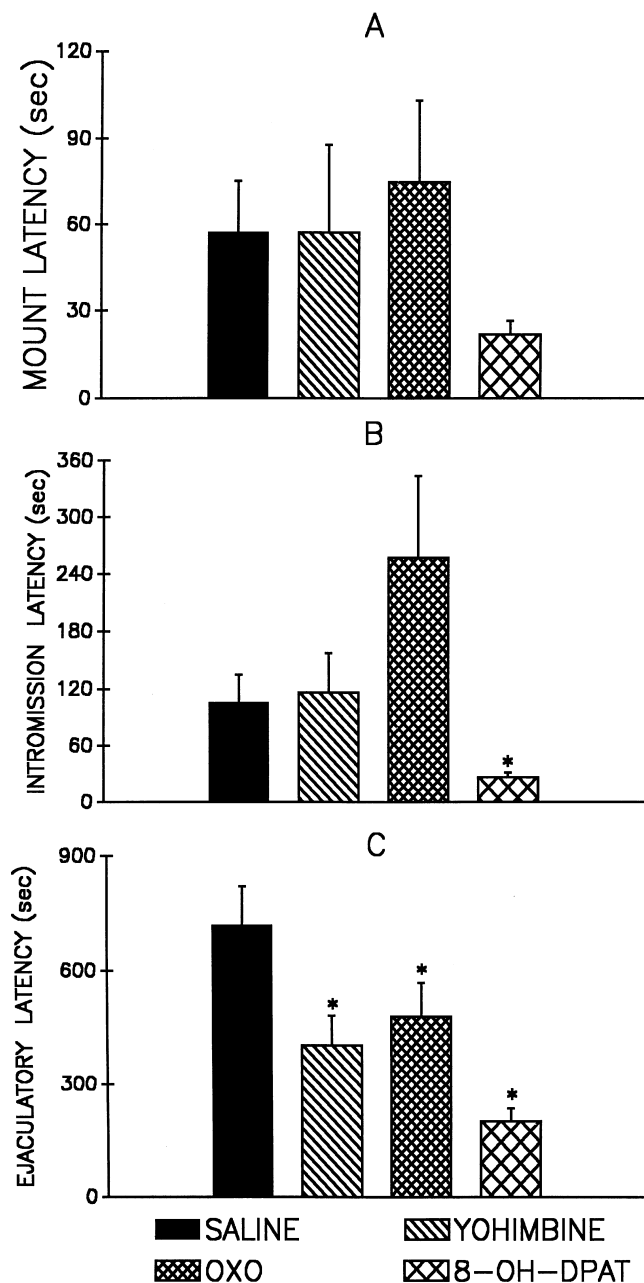 A
MOUNT LATENCY (sec)
120
90
60
30
0
B
INTROMISSION LATENCY (sec)
360
300
240
180
120
60
0
*
C
EJACULATORY LATENCY (sec)
900
600
300
0
*
*
*
SALINE
YOHIMBINE
OXO
8-OH-DPAT